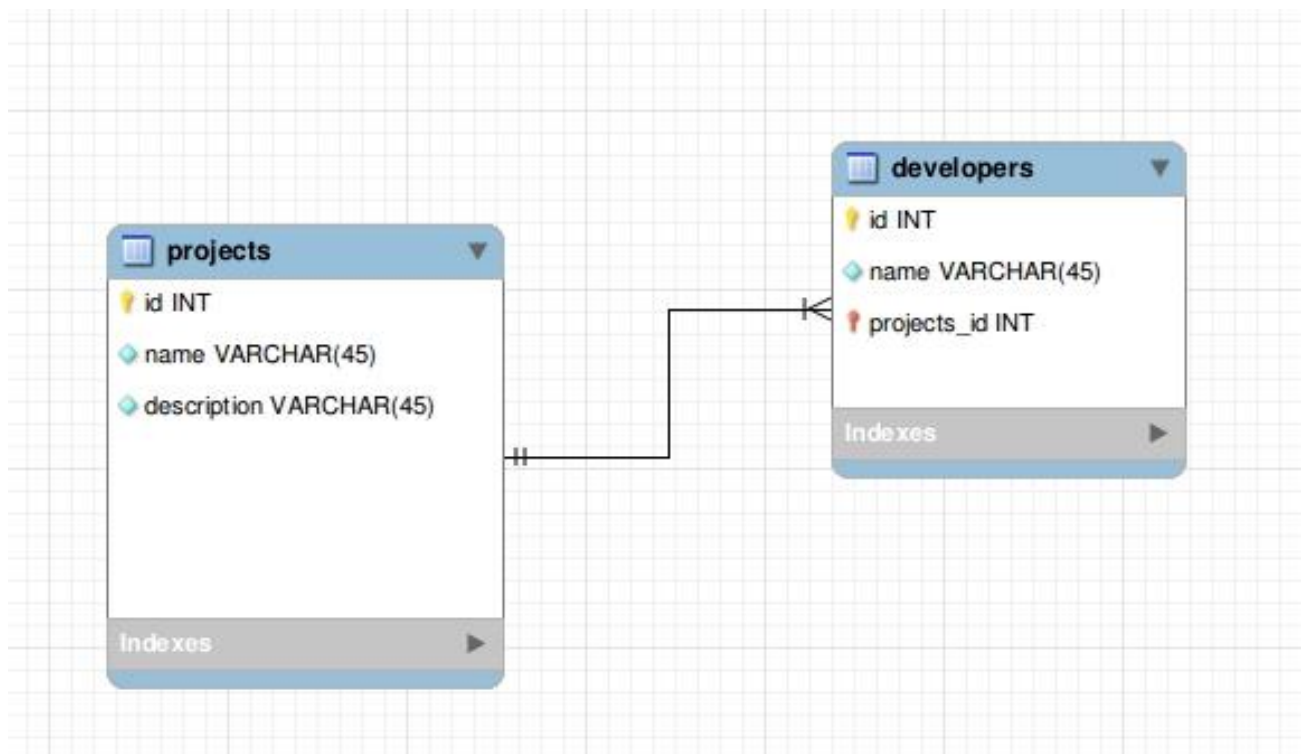 projects
id INT
name VARCHAR(45)
description VARCHAR(45)
Indexes
developers
id INT
name VARCHAR(45)
projects_id INT
Indexes